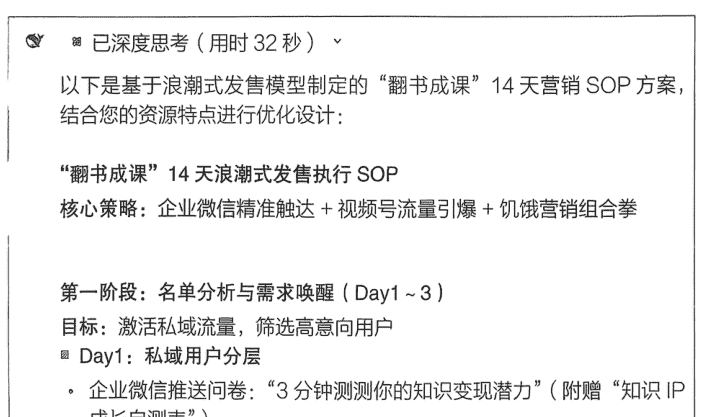 已深度思考（用时 32 秒）
以下是基于浪潮式发售模型制定的“翻书成课”14 天营销 SOP 方案，
结合您的资源特点进行优化设计：
“翻书成课”14 天浪潮式发售执行 SOP
核心策略：企业微信精准触达 + 视频号流量引爆 + 饥饿营销组合拳
第一阶段：名单分析与需求唤醒（Day1 ~ 3）
目标：激活私域流量，筛选高意向用户
Day1：私域用户分层
• 企业微信推送问卷：“3 分钟测测你的知识变现潜力”（附赠“知识 IP
成长自测表”）